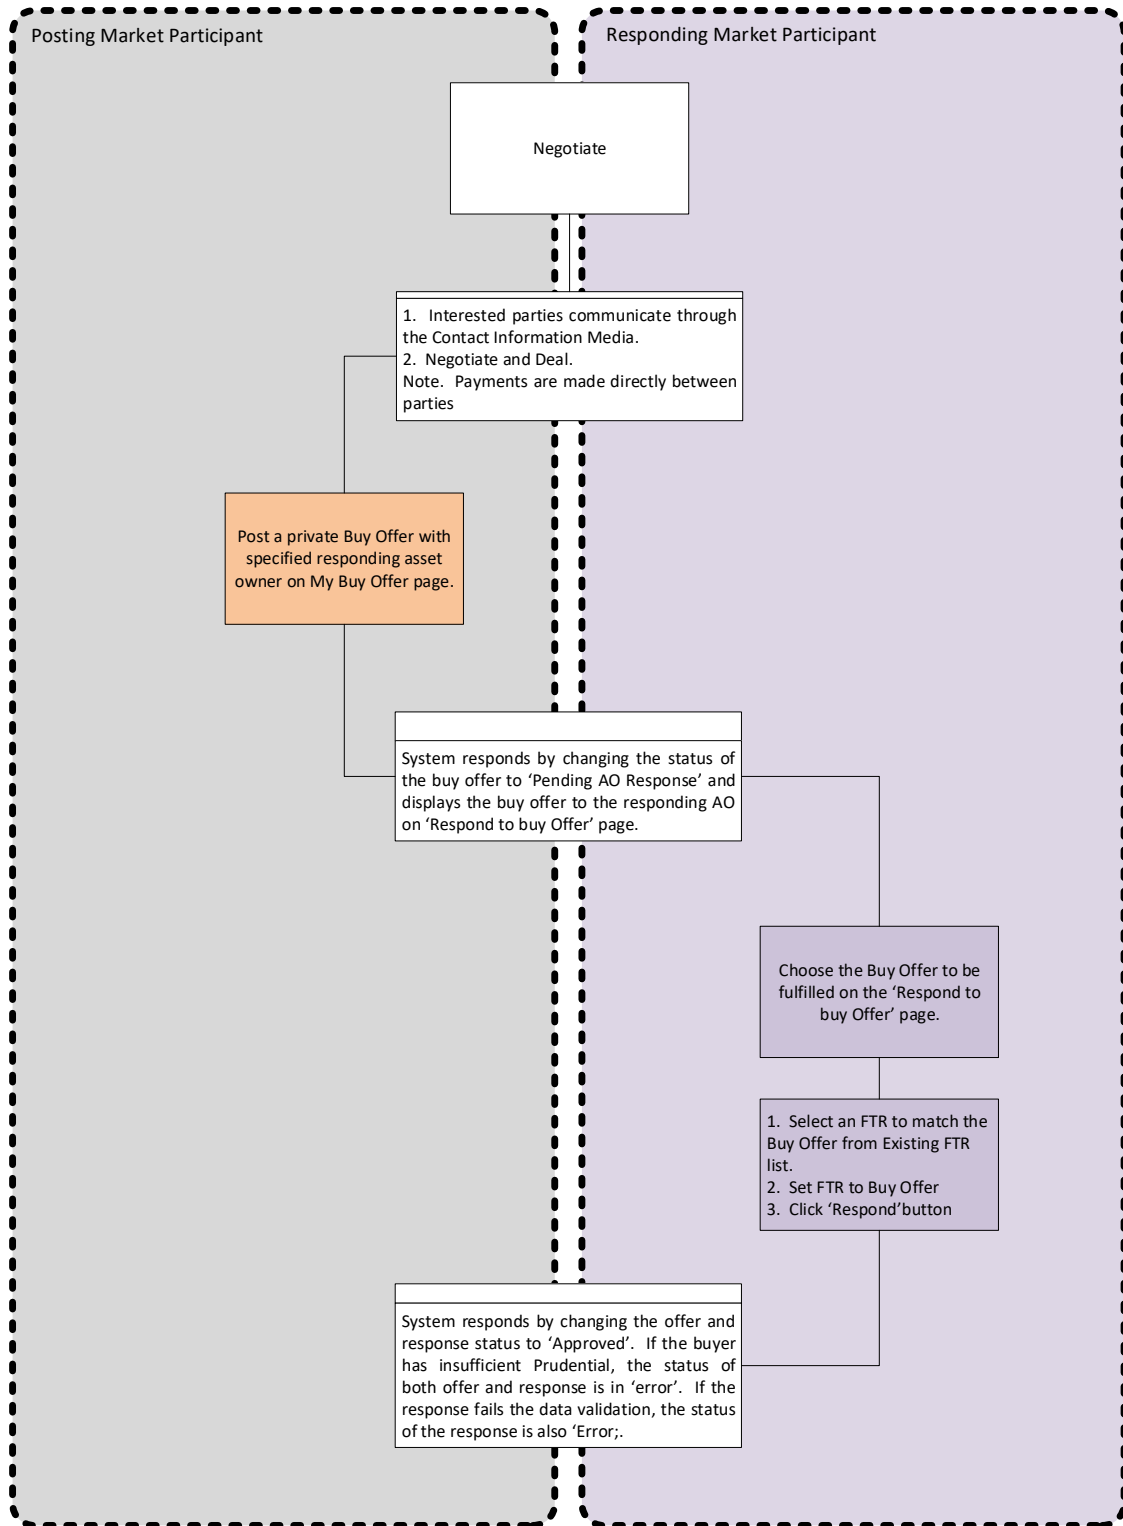 Posting Market Participant
Responding Market Participant
Negotiate
1. Interested parties communicate through
the Contact Information Media.
2. Negotiate and Deal.
Note. Payments are made directly between
parties
Post a private Buy Offer with
specified responding asset
owner on My Buy Offer page.
System responds by changing the status of
the buy offer to ‘Pending AO Response’ and
displays the buy offer to the responding AO
on ‘Respond to buy Offer’ page.
Choose the Buy Offer to be
fulfilled on the ‘Respond to
buy Offer’ page.
1. Select an FTR to match the
Buy Offer from Existing FTR
list.
2. Set FTR to Buy Offer
3. Click ‘Respond’button
System responds by changing the offer and
response status to ‘Approved’. If the buyer
has insufficient Prudential, the status of
both offer and response is in ‘error’. If the
response fails the data validation, the status
of the response is also ‘Error;.